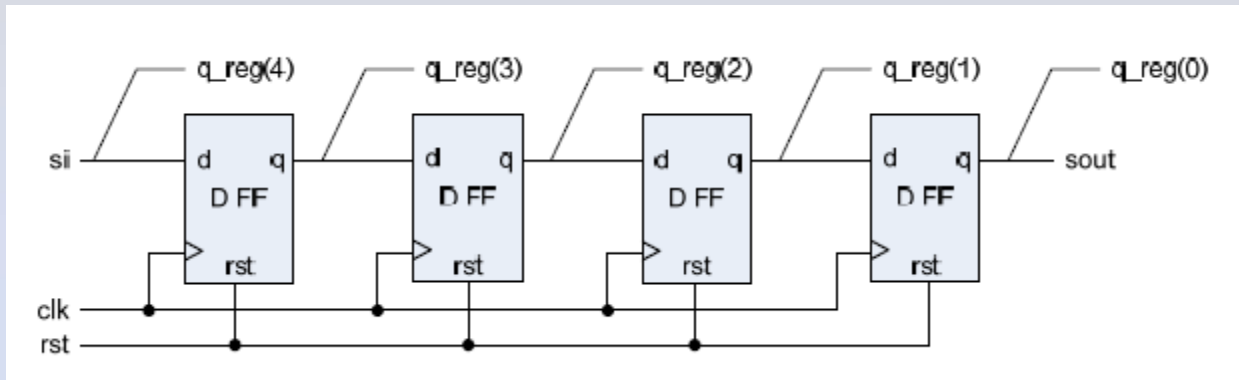 q_reg(4) q_reg(3) q_reg(2) q_reg(1) q_reg(0)
sii d q d q d q d q sout
D FF D FF D FF D FF
rst rst rst rst
clk
rst